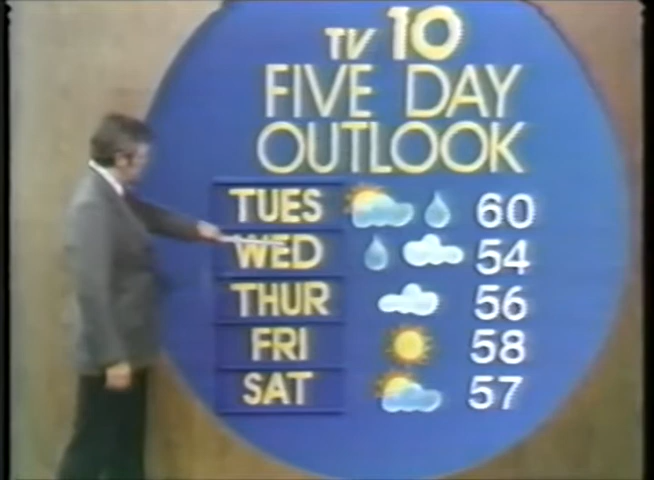 TV 10
FIVE DAY
OUTLOOK
TUES 60
WED 54
THUR 56
FRI 58
SAT 57